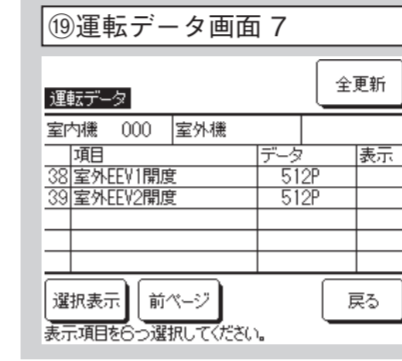 ⑲運転データ画面 7
全更新
運転データ
室内機 000 室外機
項目 データ 表示
38 室外EEV1開度 512P
39 室外EEV2開度 512P
選択表示 前ページ 戻る
表示項目を6つ選択してください。